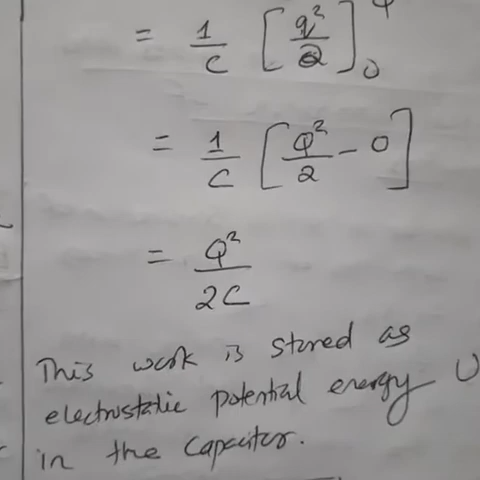 = 1/C [q²/2]₀
= 1/C [Q²/2 - 0]
= Q²/2C
This work is stored as
electrostatic potential energy U
in the capacitor.